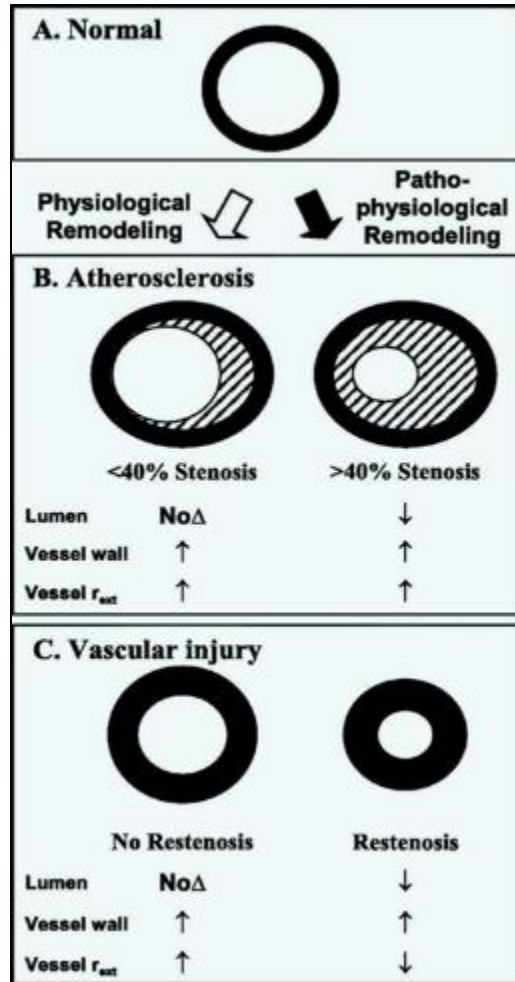 A. Normal
Physiological
Remodeling
Patho-
physiological
Remodeling
B. Atherosclerosis
<40% Stenosis >40% Stenosis
Lumen NoΔ ↓
Vessel wall ↑ ↑
Vessel rext ↑ ↑
C. Vascular injury
No Restenosis Restenosis
Lumen NoΔ ↓
Vessel wall ↑ ↑
Vessel rext ↑ ↓